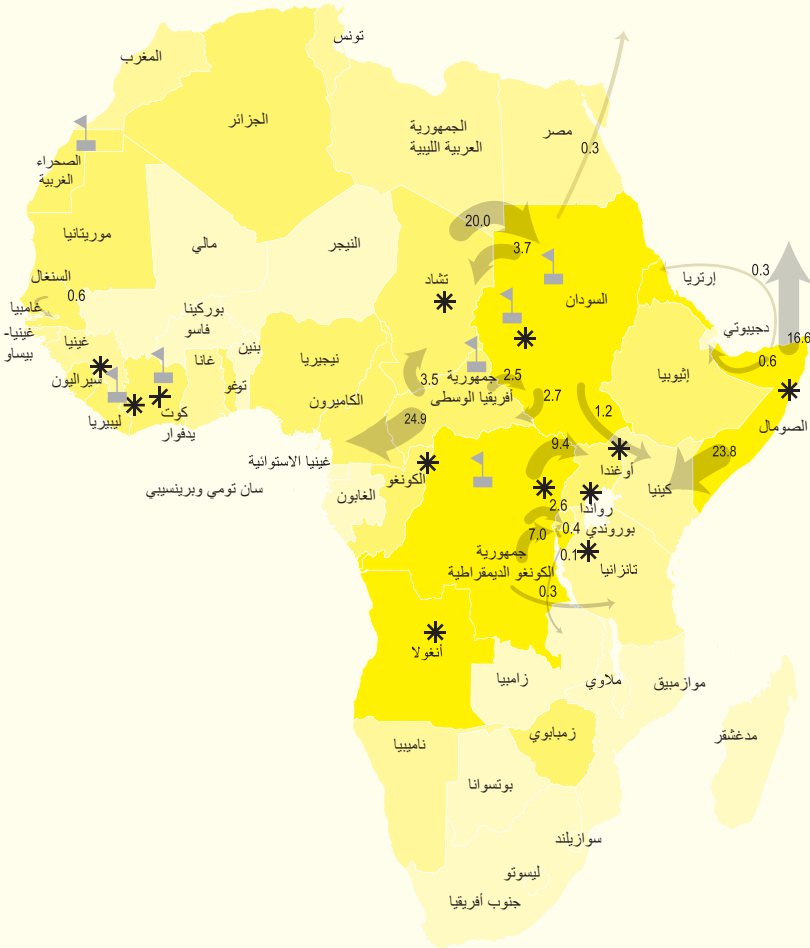 تونس
المغرب
الجزائر
الجمهورية
العربية الليبية
مصر
0.3
الصحراء
الغربية
موريتانيا
مالي
النيجر
20.0
3.7
تشاد
السودان
إرتريا
0.3
السنغال
0.6
غامبيا
بوركينا
فاسو
دجيبوتي
16.6
غينيا-
بيساو
غينيا
غانا
بنين
نيجيريا
0.6
سيراليون
توغو
الكاميرون
3.5
جمهورية
أفريقيا الوسطى
2.5
2.7
إثيوبيا
1.2
ليبيريا
كوت
يدفوار
24.9
الصومال
9.4
23.8
غينيا الاستوائية
الكونغو
أوغندا
كينيا
سان تومي وبرينسيبي
الغابون
2.6
رواندا
7.0
0.4
بوروندي
جمهورية
الكونغو الديمقراطية
0.1
تانزانيا
0.3
أنغولا
زامبيا
ملاوي
موازمبيق
ناميبيا
زمبابوي
مدغشقر
بوتسوانا
سوازيلند
ليسوتو
جنوب أفريقيا